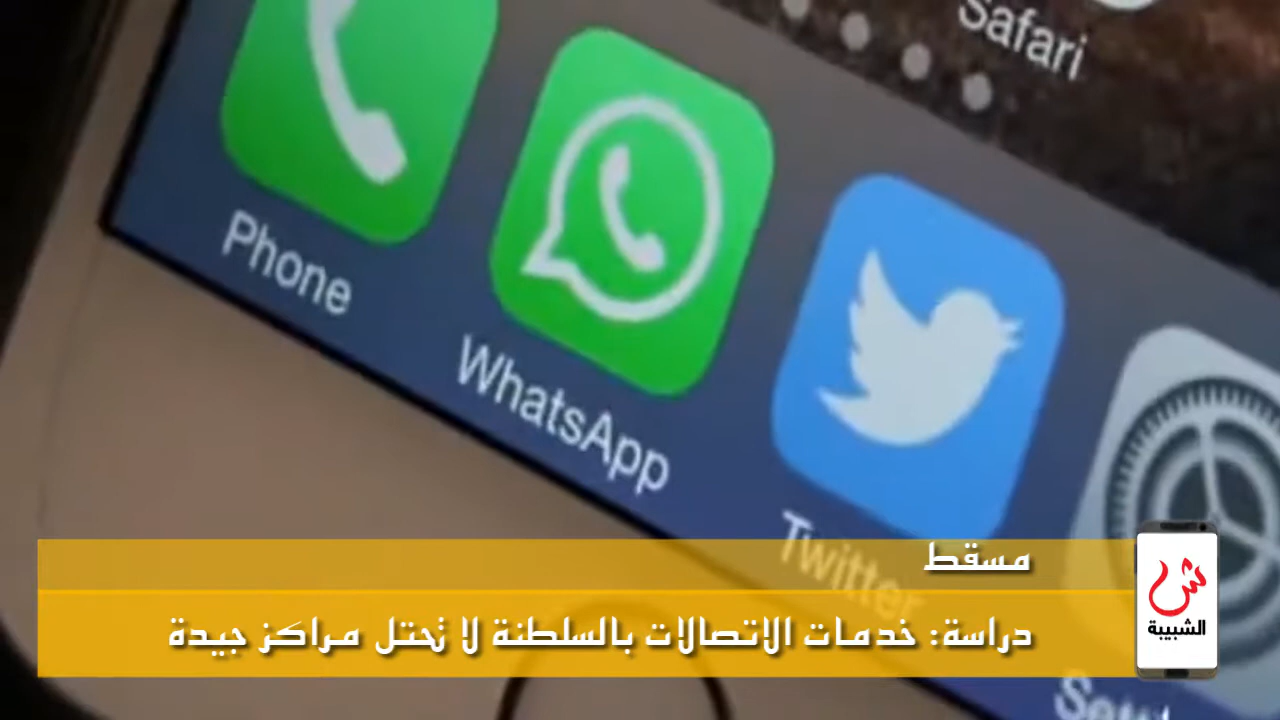 Safari
Phone
WhatsApp
Twitter
مسقط
دراسة: خدمات الاتصالات بالسلطنة لا تحتل مراكز جيدة
ش
الشبيبة